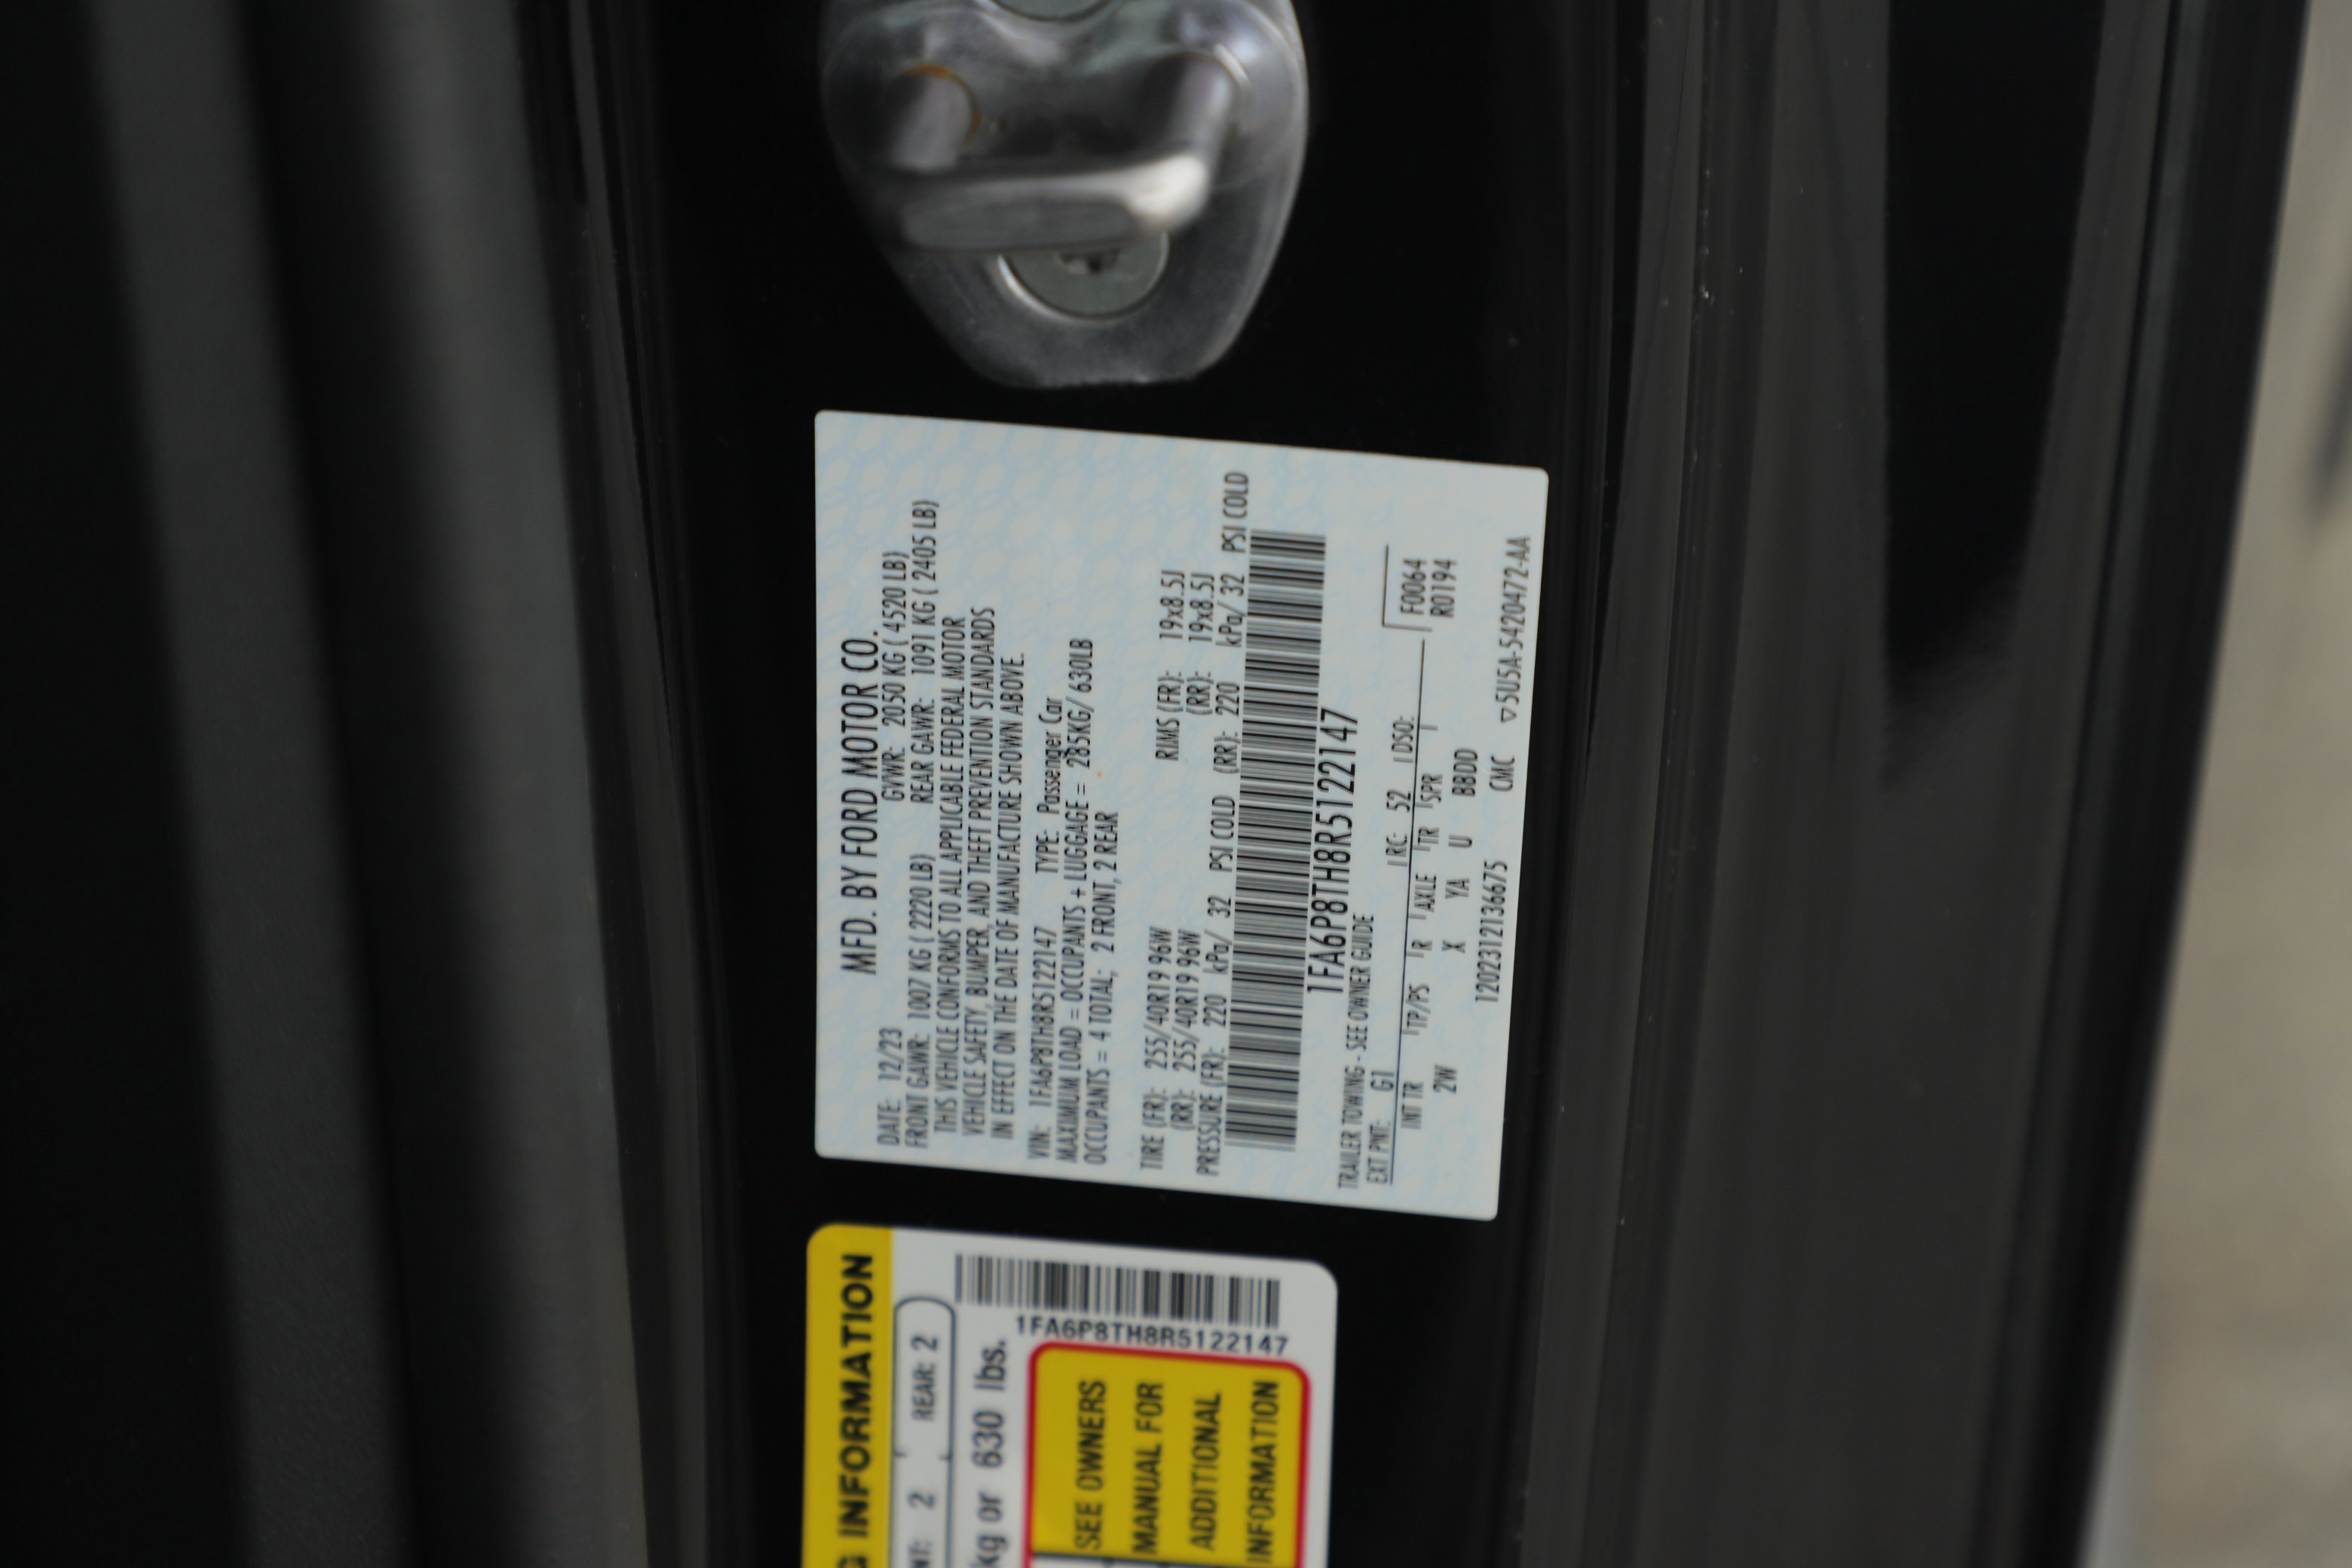 MFD. BY FORD MOTOR CO.
DATE: 12/23 GVWR: 2050 KG ( 4520 LB)
FRONT GAWR: 1007 KG ( 2220 LB) REAR GAWR: 1091 KG ( 2405 LB)
THIS VEHICLE CONFORMS TO ALL APPLICABLE FEDERAL MOTOR
VEHICLE SAFETY, BUMPER, AND THEFT PREVENTION STANDARDS
IN EFFECT ON THE DATE OF MANUFACTURE SHOWN ABOVE.
VIN: 1FA6P8TH8R5122147 TYPE: Passenger Car
MAXIMUM LOAD = OCCUPANTS + LUGGAGE = 285KG/ 630LB
OCCUPANTS = 4 TOTAL; 2 FRONT, 2 REAR
TIRE (FR): 255/40R19 96W RIMS (FR): 19x8.5J
(RR): 255/40R19 96W (RR): 19x8.5J
PRESSURE (FR): 220 kPa/ 32 PSI COLD (RR): 220 kPa/ 32 PSI COLD
1FA6P8TH8R5122147
TRAILER TOWING - SEE OWNER GUIDE
EXT PNT: G1 RC: 52 DSO: F0064
INT TR TP/PS R AXLE TR SPR R0194
2W X YA U BBDD
1202312136675 CMC ▽5U5A-5420472-AA
INFORMATION
2 REAR: 2
kg or 630 lbs.
1FA6P8TH8R5122147
SEE OWNERS
MANUAL FOR
ADDITIONAL
INFORMATION